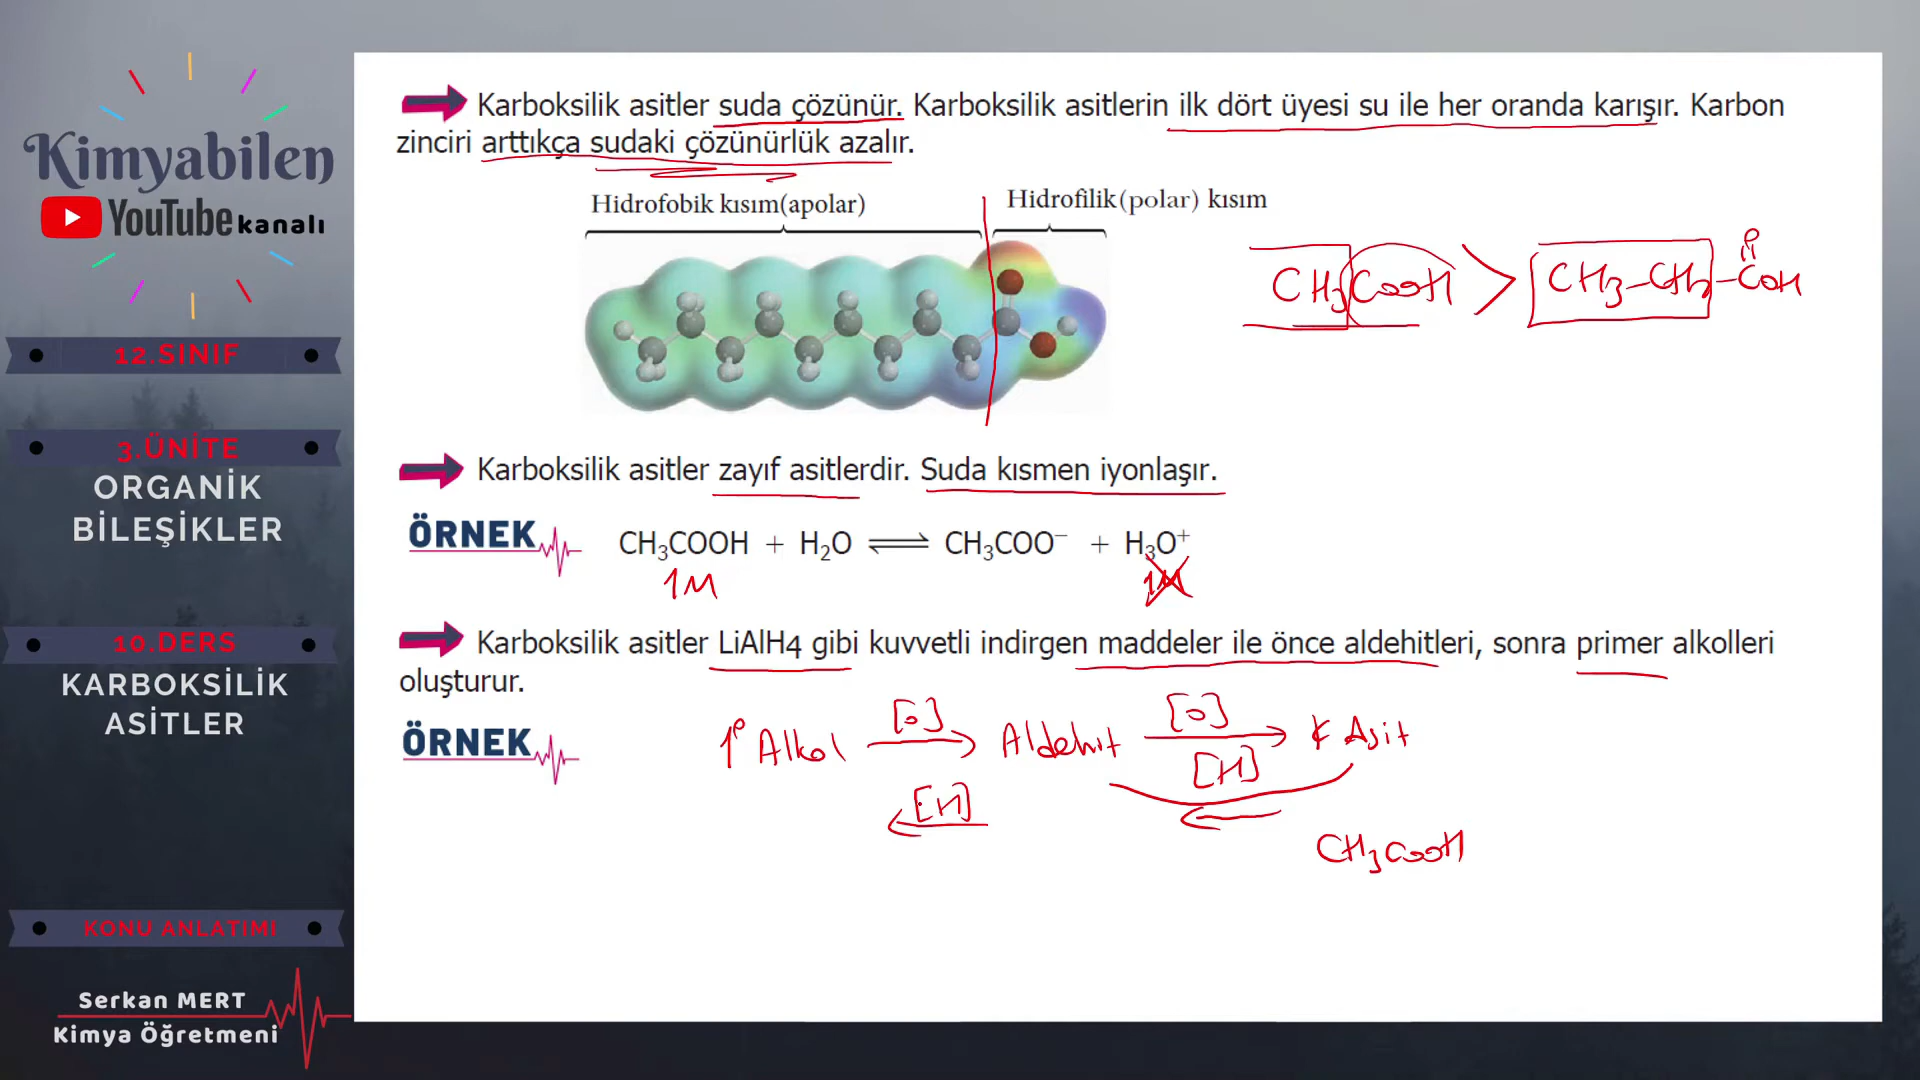 Kimyabilen
YouTube kanalı
12.SINIF
3.ÜNİTE
ORGANİK
BİLEŞİKLER
10.DERS
KARBOKSİLİK
ASİTLER
KONU ANLATIMI
Serkan MERT
Kimya Öğretmeni
Karboksilik asitler suda çözünür. Karboksilik asitlerin ilk dört üyesi su ile her oranda karışır. Karbon
zinciri arttıkça sudaki çözünürlük azalır.
Hidrofobik kısım(apolar) Hidrofilik(polar) kısım
CH₃COOH > CH₃-CH₂-COH
O
Karboksilik asitler zayıf asitlerdir. Suda kısmen iyonlaşır.
ÖRNEK CH₃COOH + H₂O ⇌ CH₃COO⁻ + H₃O⁺
1M 1M
Karboksilik asitler LiAlH4 gibi kuvvetli indirgen maddeler ile önce aldehitleri, sonra primer alkolleri
oluşturur.
ÖRNEK
1° Alkol [O] → Aldehit [O] → K Asit
[H] ← [H] ←
CH₃COOH